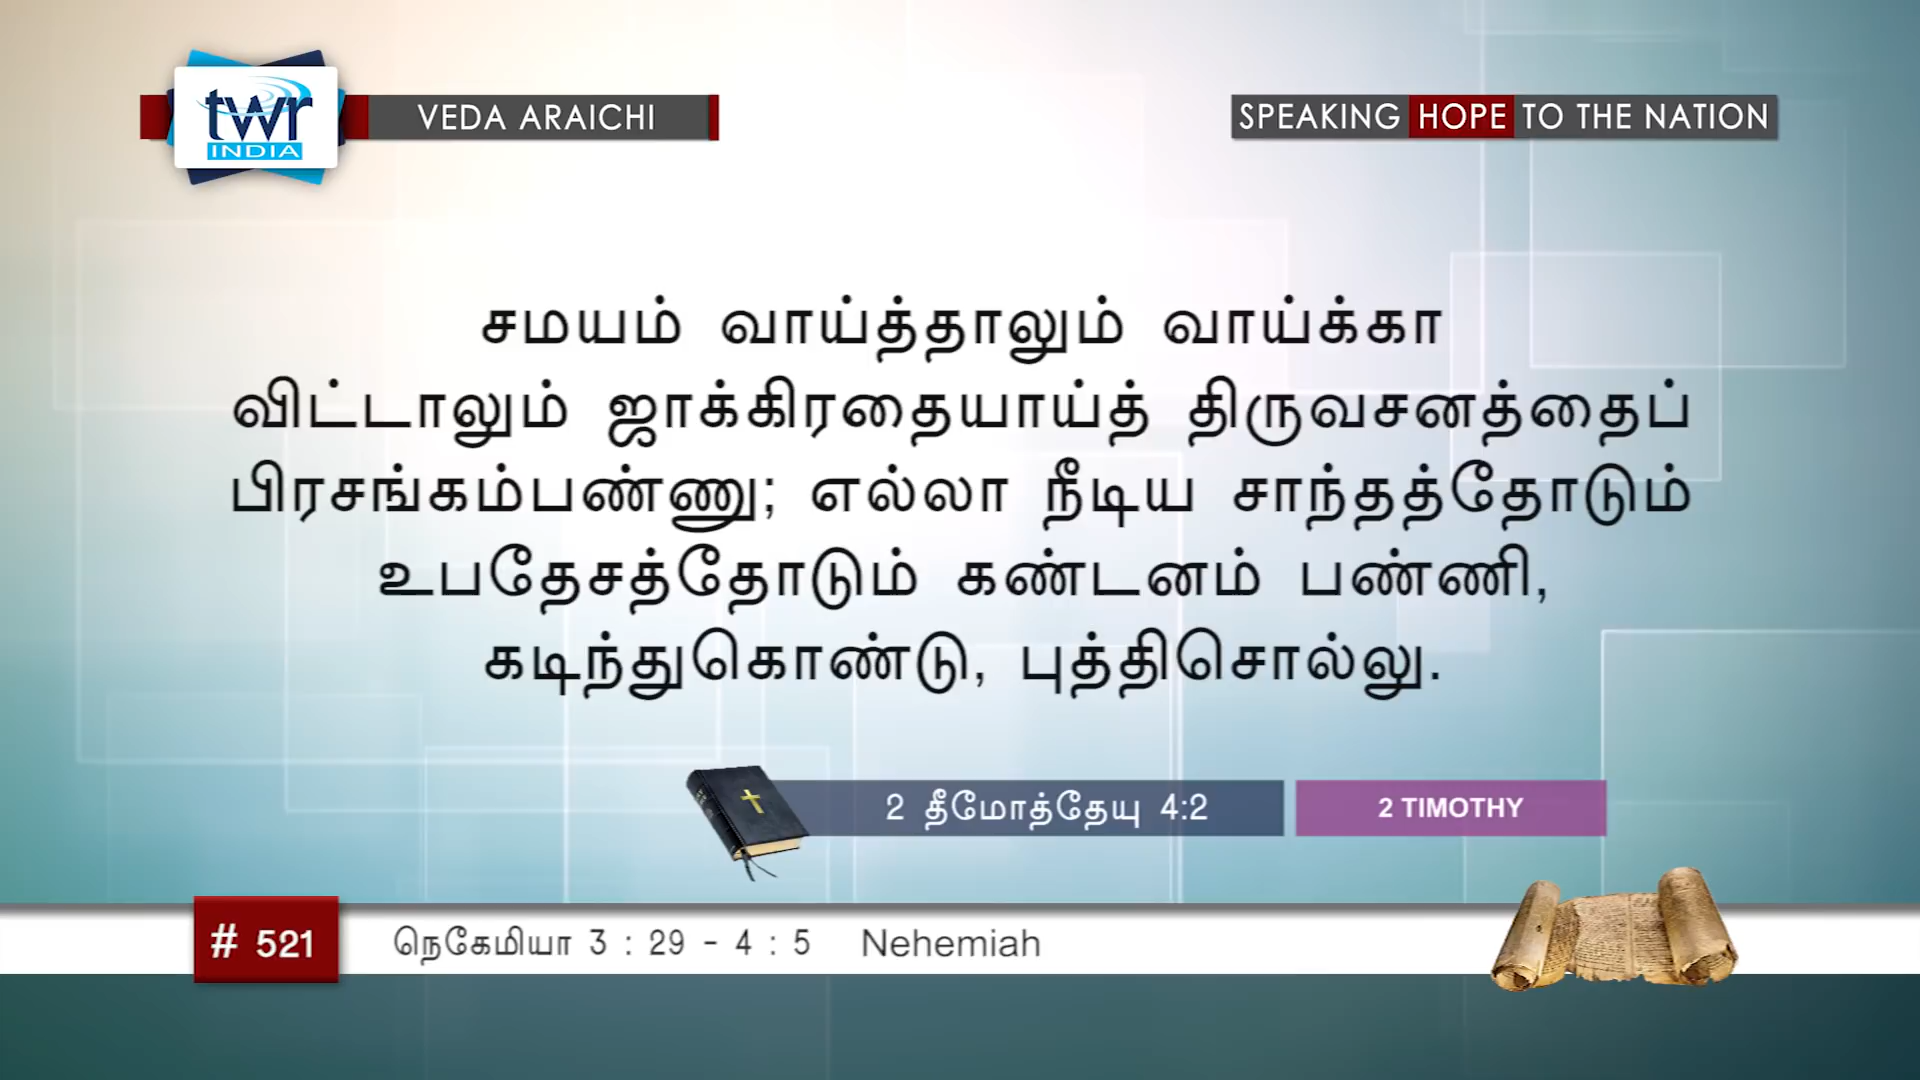 twr
INDIA
VEDA ARAICHI
SPEAKING HOPE TO THE NATION
சமயம் வாய்த்தாலும் வாய்க்கா
விட்டாலும் ஜாக்கிரதையாய்த் திருவசனத்தைப்
பிரசங்கம்பண்ணு; எல்லா நீடிய சாந்தத்தோடும்
உபதேசத்தோடும் கண்டனம் பண்ணி,
கடிந்துகொண்டு, புத்திசொல்லு.
2 தீமோத்தேயு 4:2
2 TIMOTHY
# 521
நெகேமியா 3 : 29 - 4 : 5 Nehemiah